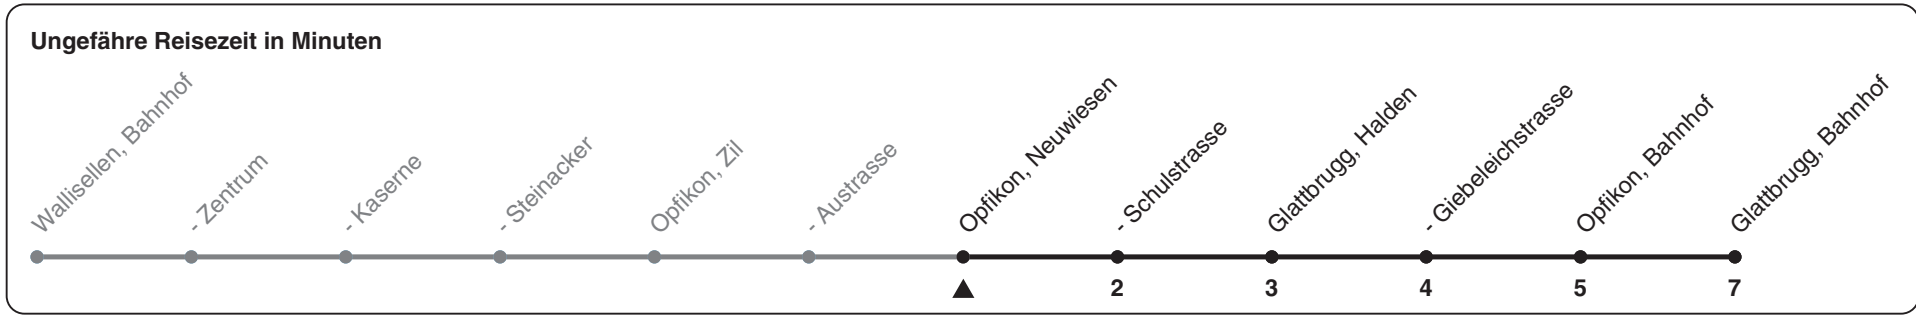 Ungefähre Reisezeit in Minuten
Wallisellen, Bahnhof
- Zentrum
- Kaserne
- Steinacker
Opfikon, Zil
- Austrasse
Opfikon, Neuwiesen
- Schulstrasse
Glattbrugg, Halden
- Giebeleichstrasse
Opfikon, Bahnhof
Glattbrugg, Bahnhof
2 3 4 5 7